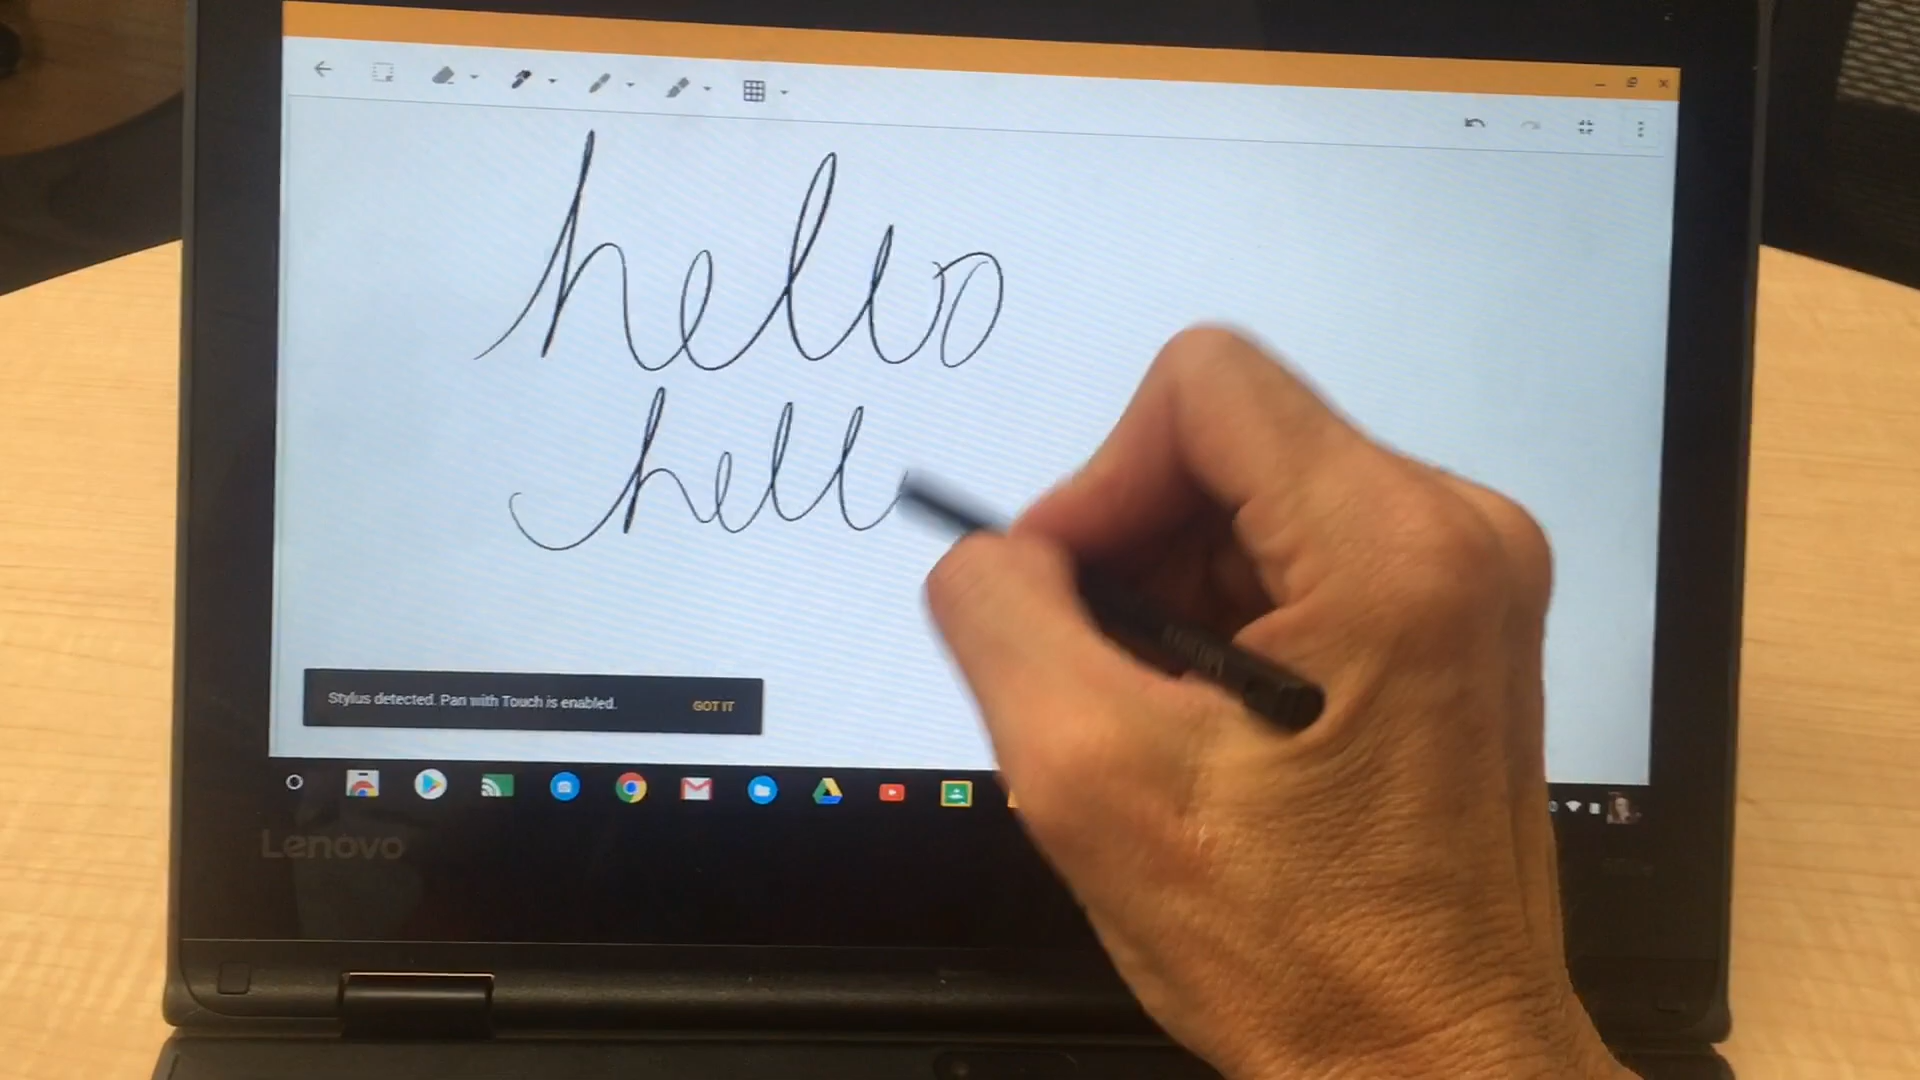 hello
hell
Stylus detected. Pan with Touch is enabled. GOT IT
Lenovo